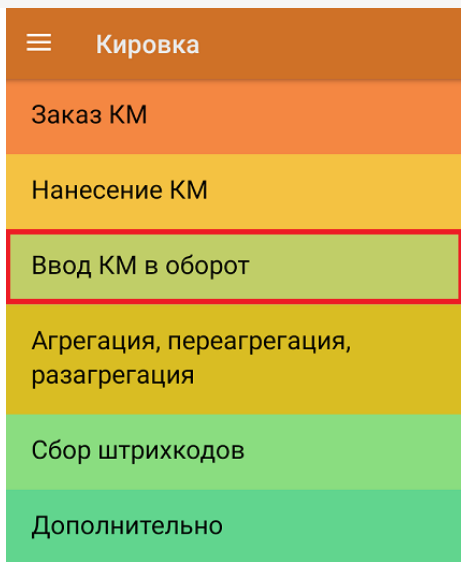 Кировка
Заказ КМ
Нанесение КМ
Ввод КМ в оборот
Агрегация, переагрегация,
разагрегация
Сбор штрихкодов
Дополнительно